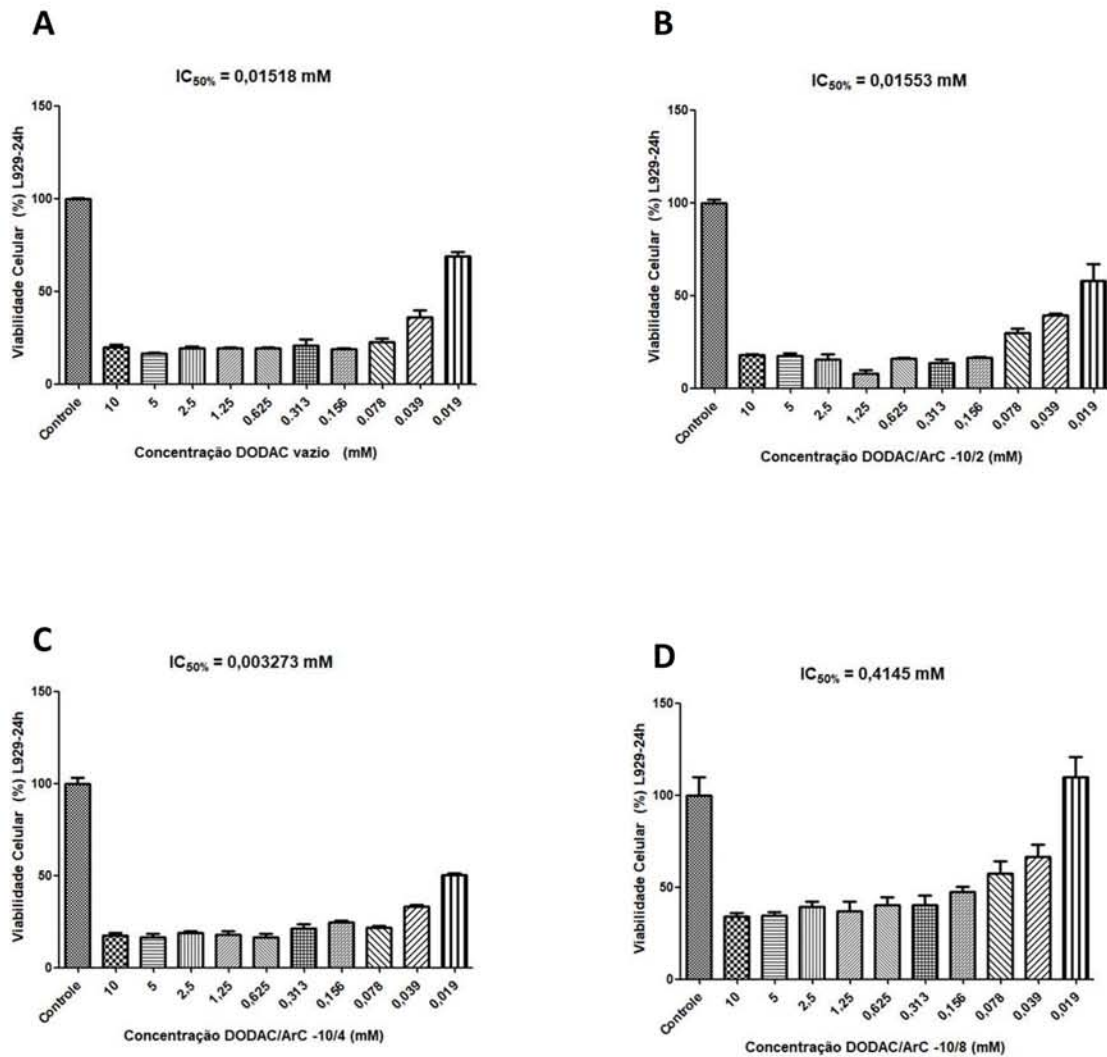 A
IC50% = 0,01518 mM
Viabilidade Celular (%) L929-24h
150
100
50
0
Controle
10
5
2.5
1.25
0.625
0.313
0.156
0.078
0.039
0.019
Concentração DODAC vazio (mM)
B
IC50% = 0,01553 mM
Viabilidade Celular (%) L929-24h
150
100
50
0
Controle
10
5
2,5
1,25
0,625
0,313
0,156
0,078
0,039
0,019
Concentração DODAC/ArC -10/2 (mM)
C
IC50% = 0,003273 mM
Viabilidade Celular (%) L929-24h
150
100
50
0
Controle
10
5
2,5
1,25
0,625
0,313
0,156
0,078
0,039
0,019
Concentração DODAC/ArC -10/4 (mM)
D
IC50% = 0,4145 mM
Viabilidade Celular (%) L929-24h
150
100
50
0
Controle
10
5
2,5
1,25
0,625
0,313
0,156
0,078
0,039
0,019
Concentração DODAC/ArC -10/8 (mM)